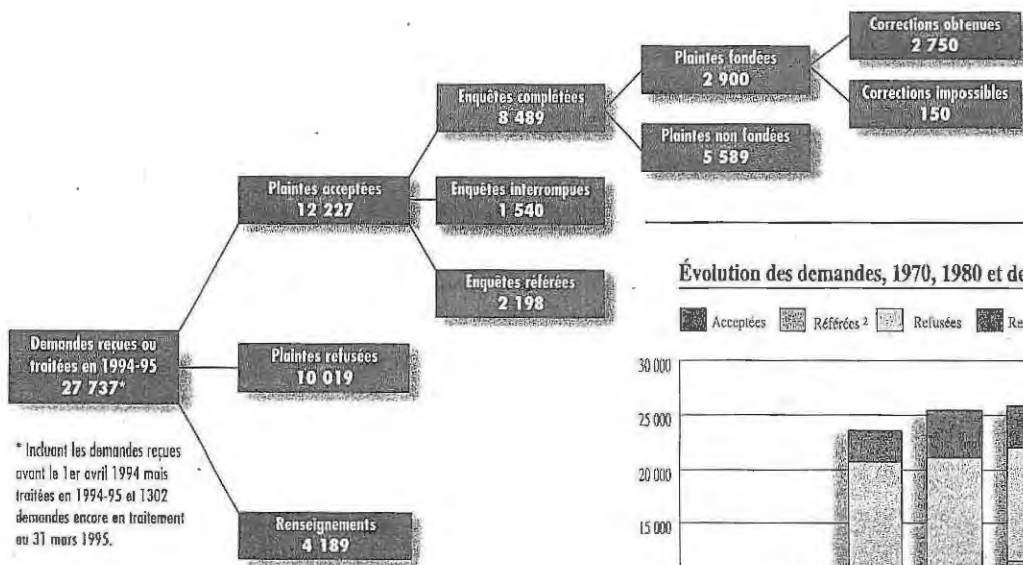 Corrections obtenues
2 750
Plaintes fondées
2 900
Corrections impossibles
150
Enquêtes complétées
8 489
Plaintes non fondées
5 589
Plaintes acceptées
12 227
Enquêtes interrompues
1 540
Enquêtes référées
2 198
Demandes reçues ou
traitées en 1994-95
27 737*
Plaintes refusées
10 019
Renseignements
4 189
* Incluant les demandes reçues
avant le 1er avril 1994 mais
traitées en 1994-95 et 1302
demandes encore en traitement
au 31 mars 1995.
Évolution des demandes, 1970, 1980 et de
Acceptées Référées ² Refusées Re
30 000
25 000
20 000
15 000